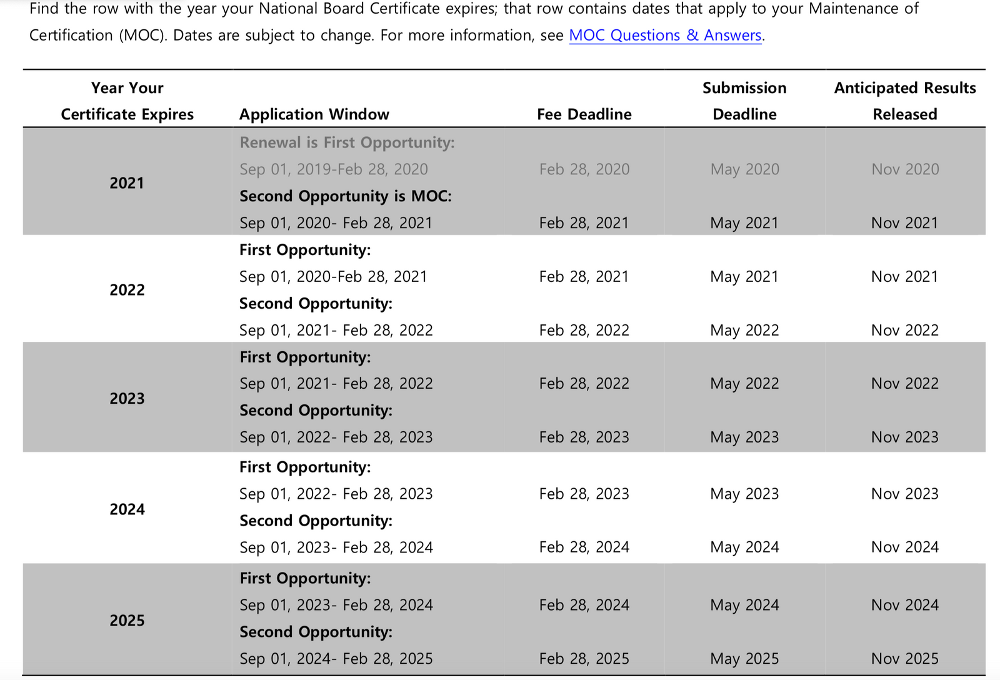 Find the row with the year your National Board Certificate expires; that row contains dates that apply to your Maintenance of
Certification (MOC). Dates are subject to change. For more information, see MOC Questions & Answers.
Year Your
Certificate Expires
Application Window
Fee Deadline
Submission
Deadline
Anticipated Results
Released
2021
Renewal is First Opportunity:
Sep 01, 2019-Feb 28, 2020 Feb 28, 2020 May 2020 Nov 2020
Second Opportunity is MOC:
Sep 01, 2020- Feb 28, 2021 Feb 28, 2021 May 2021 Nov 2021
2022
First Opportunity:
Sep 01, 2020-Feb 28, 2021 Feb 28, 2021 May 2021 Nov 2021
Second Opportunity:
Sep 01, 2021- Feb 28, 2022 Feb 28, 2022 May 2022 Nov 2022
2023
First Opportunity:
Sep 01, 2021- Feb 28, 2022 Feb 28, 2022 May 2022 Nov 2022
Second Opportunity:
Sep 01, 2022- Feb 28, 2023 Feb 28, 2023 May 2023 Nov 2023
2024
First Opportunity:
Sep 01, 2022- Feb 28, 2023 Feb 28, 2023 May 2023 Nov 2023
Second Opportunity:
Sep 01, 2023- Feb 28, 2024 Feb 28, 2024 May 2024 Nov 2024
2025
First Opportunity:
Sep 01, 2023- Feb 28, 2024 Feb 28, 2024 May 2024 Nov 2024
Second Opportunity:
Sep 01, 2024- Feb 28, 2025 Feb 28, 2025 May 2025 Nov 2025